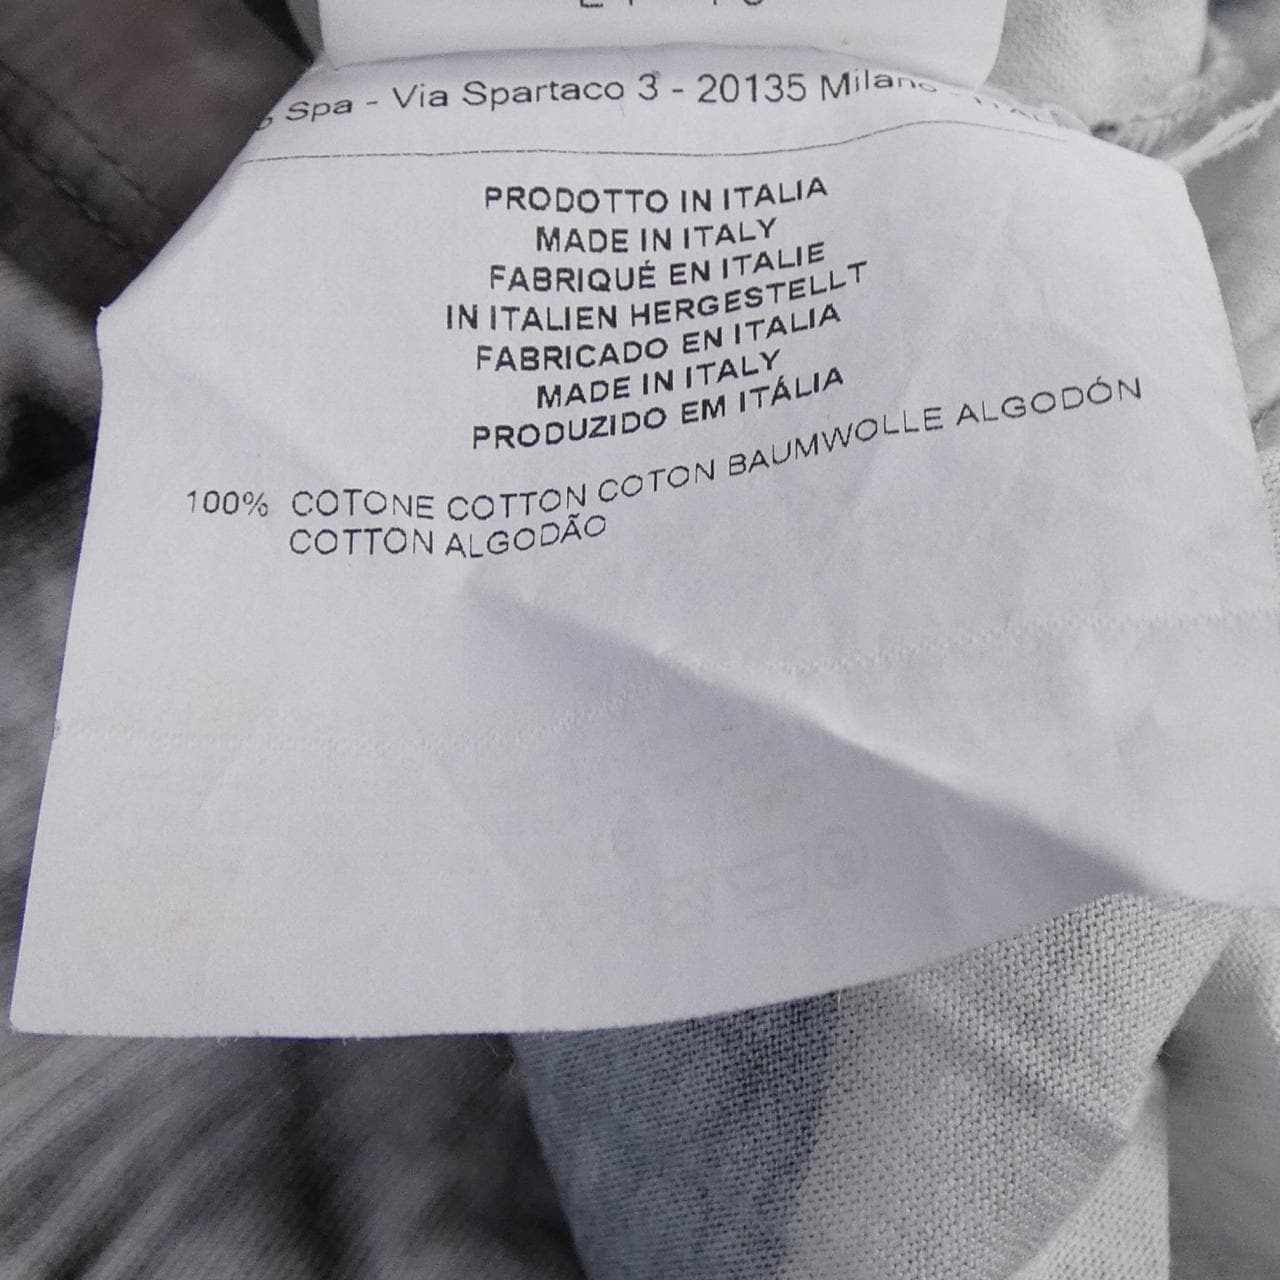 Spa - Via Spartaco 3 - 20135 Milano - ITALY
PRODOTTO IN ITALIA
MADE IN ITALY
FABRIQUÉ EN ITALIE
IN ITALIEN HERGESTELLT
FABRICADO EN ITALIA
MADE IN ITALY
PRODUZIDO EM ITÁLIA
100% COTONE COTTON COTON BAUMWOLLE ALGODÓN
COTTON ALGODÃO